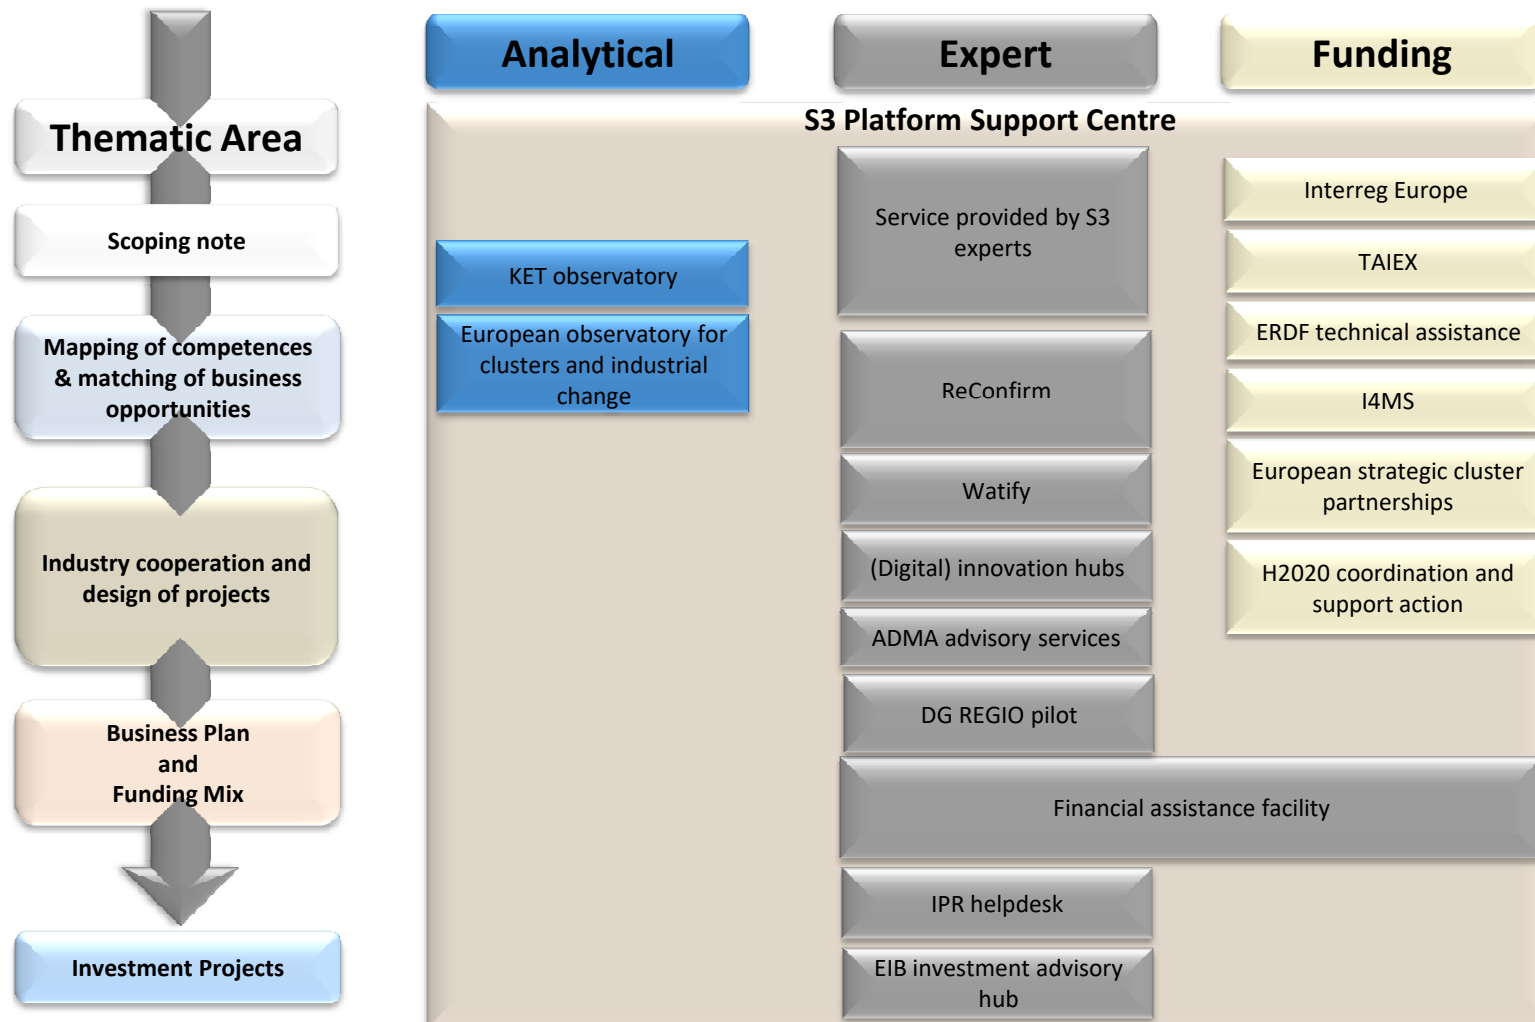 Thematic Area
Scoping note
Mapping of competences
& matching of business
opportunities
Industry cooperation and
design of projects
Business Plan
and
Funding Mix
Investment Projects
Analytical
Expert
Funding
S3 Platform Support Centre
KET observatory
European observatory for
clusters and industrial
change
Service provided by S3
experts
ReConfirm
Watify
(Digital) innovation hubs
ADMA advisory services
DG REGIO pilot
Financial assistance facility
IPR helpdesk
EIB investment advisory
hub
Interreg Europe
TAIEX
ERDF technical assistance
I4MS
European strategic cluster
partnerships
H2020 coordination and
support action